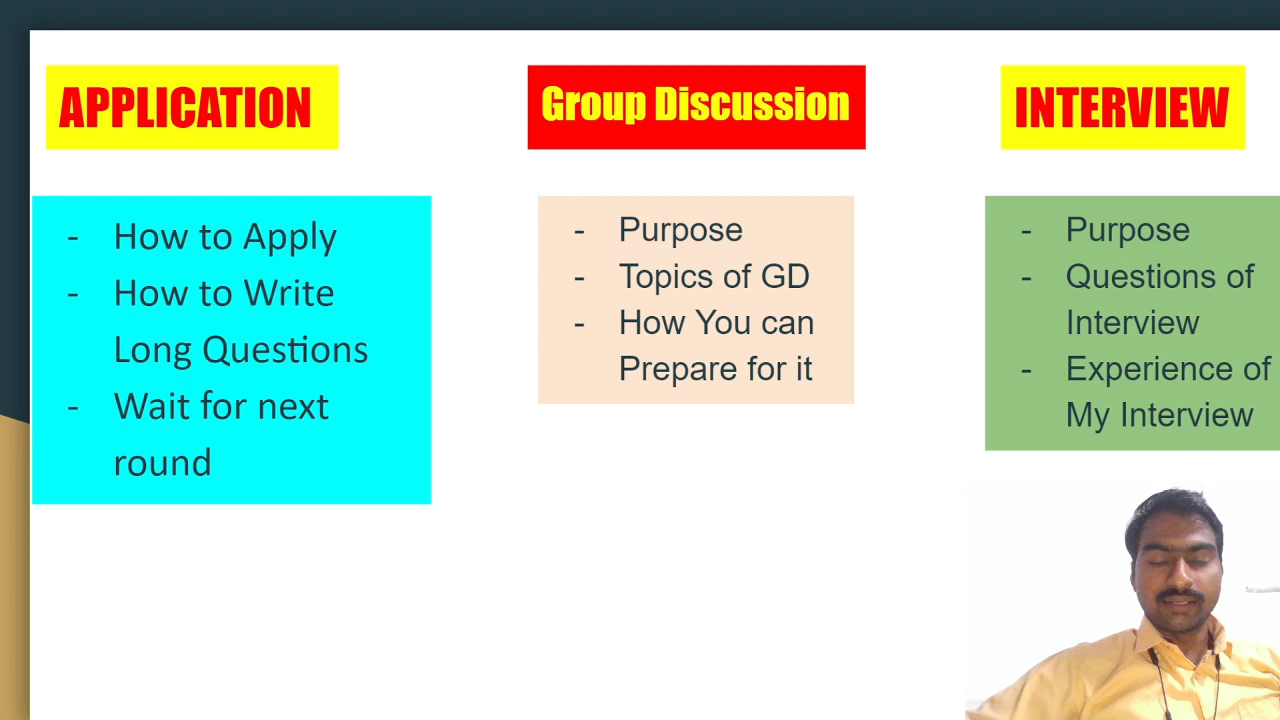 APPLICATION
- How to Apply
- How to Write
Long Questions
- Wait for next
round
Group Discussion
- Purpose
- Topics of GD
- How You can
Prepare for it
INTERVIEW
- Purpose
- Questions of
Interview
- Experience of
My Interview